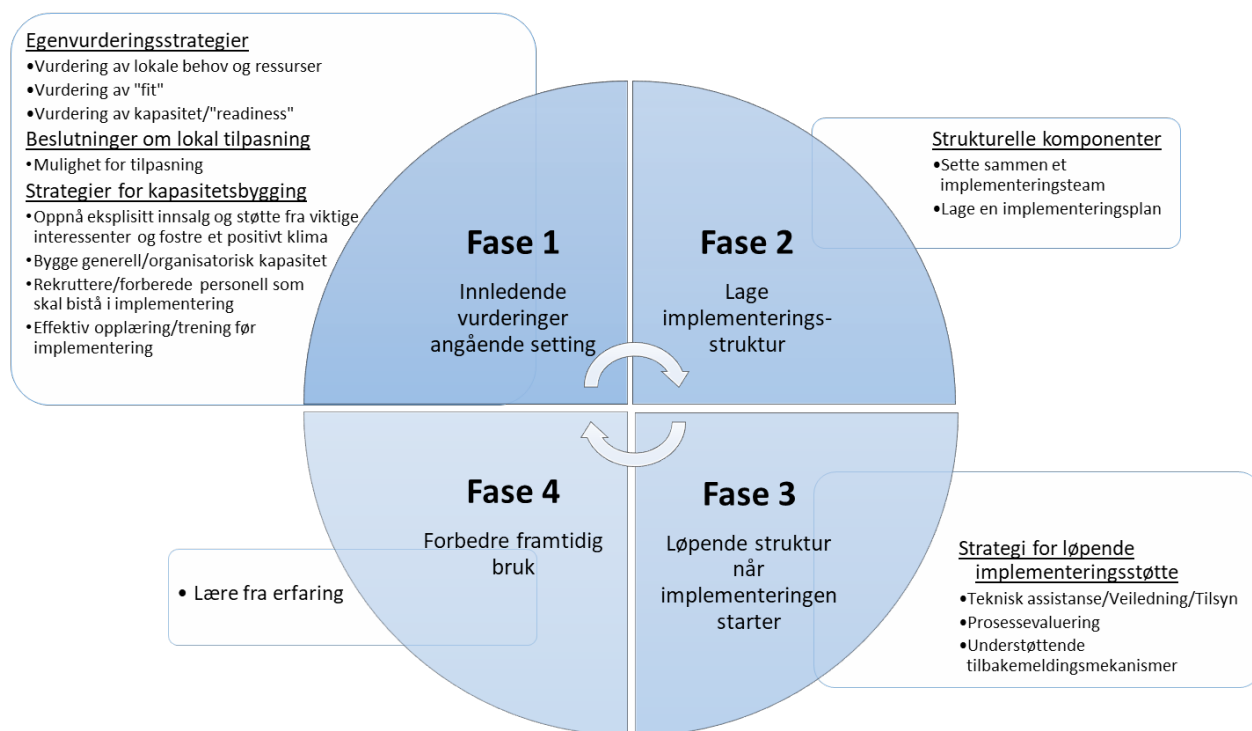 Egenvurderingsstrategier
•Vurdering av lokale behov og ressurser
•Vurdering av "fit"
•Vurdering av kapasitet/"readiness"
Beslutninger om lokal tilpasning
•Mulighet for tilpasning
Strategier for kapasitetsbygging
•Oppnå eksplisitt innsalg og støtte fra viktige
interessenter og fostre et positivt klima
•Bygge generell/organisatorisk kapasitet
•Rekruttere/forberede personell som
skal bistå i implementering
•Effektiv opplæring/trening før
implementering
Fase 1
Innledende
vurderinger
angående setting
Fase 2
Lage
implementerings-
struktur
Strukturelle komponenter
•Sette sammen et
implementeringsteam
•Lage en implementeringsplan
Fase 4
Forbedre framtidig
bruk
• Lære fra erfaring
Fase 3
Løpende struktur
når
implementeringen
starter
Strategi for løpende
implementeringsstøtte
•Teknisk assistanse/Veiledning/Tilsyn
•Prosessevaluering
•Understøttende
tilbakemeldingsmekanismer